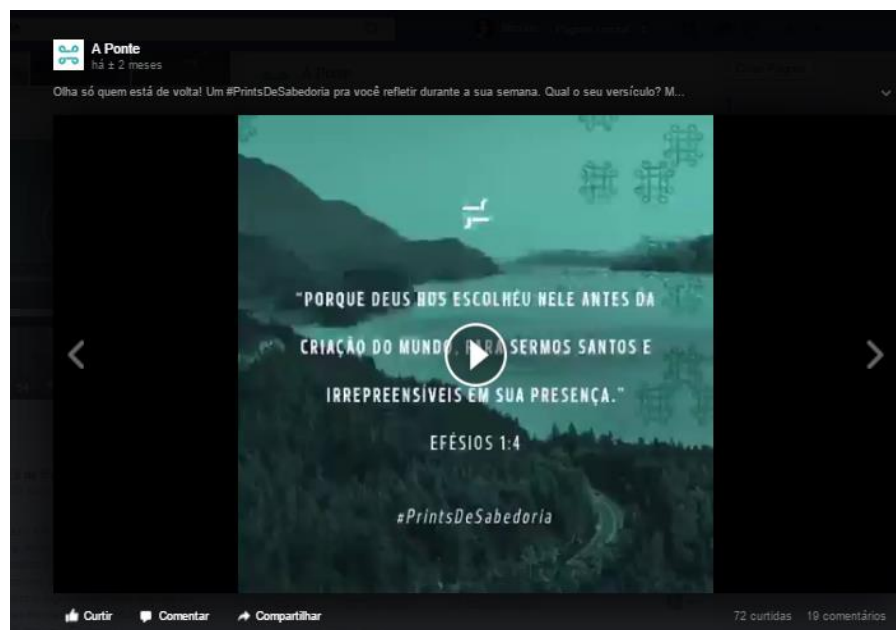 A Ponte
há ± 2 meses
Olha só quem está de volta! Um #PrintsDeSabedoria pra você refletir durante a sua semana. Qual o seu versículo? M...
"PORQUE DEUS NOS ESCOLHEU NELE ANTES DA
CRIAÇÃO DO MUNDO, PARA SERMOS SANTOS E
IRREPREENSÍVEIS EM SUA PRESENÇA."
EFÉSIOS 1:4
#PrintsDeSabedoria
Curtir Comentar Compartilhar 72 curtidas 19 comentários